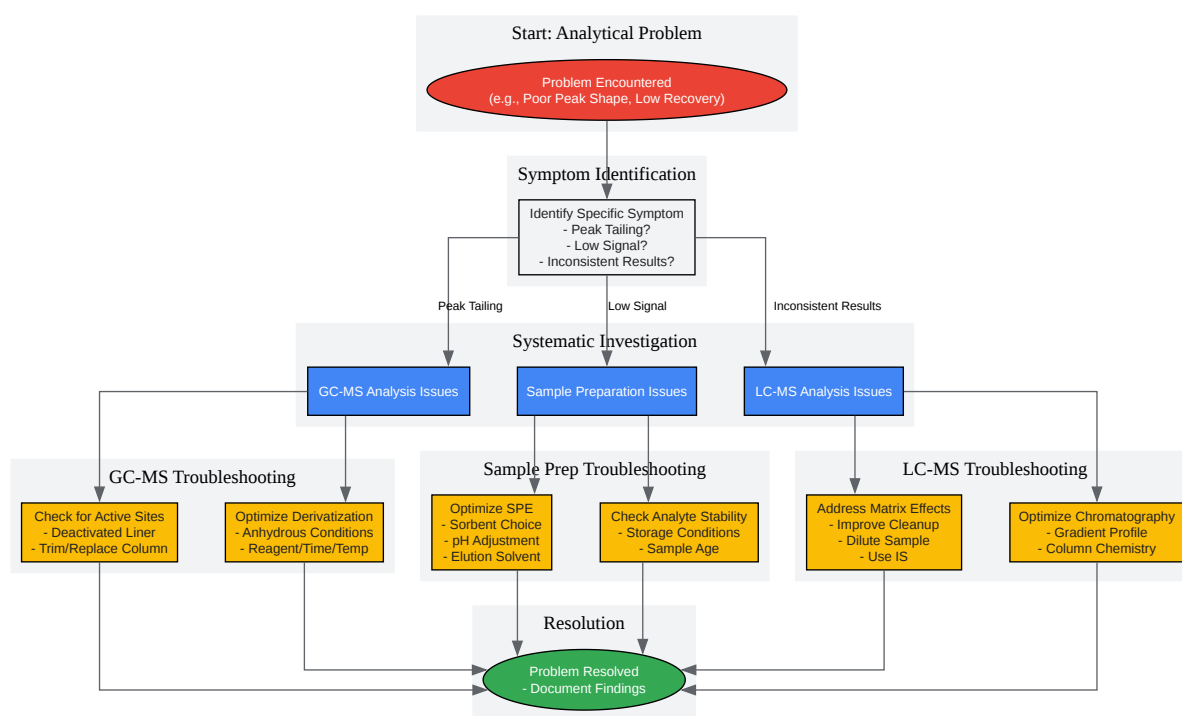 Start: Analytical Problem
Problem Encountered
(e.g., Poor Peak Shape, Low Recovery)
Symptom Identification
Identify Specific Symptom
- Peak Tailing?
- Low Signal?
- Inconsistent Results?
Peak Tailing
Low Signal
Inconsistent Results
Systematic Investigation
GC-MS Analysis Issues
Sample Preparation Issues
LC-MS Analysis Issues
GC-MS Troubleshooting
Check for Active Sites
- Deactivated Liner
- Trim/Replace Column
Optimize Derivatization
- Anhydrous Conditions
- Reagent/Time/Temp
Sample Prep Troubleshooting
Optimize SPE
- Sorbent Choice
- pH Adjustment
- Elution Solvent
Check Analyte Stability
- Storage Conditions
- Sample Age
LC-MS Troubleshooting
Address Matrix Effects
- Improve Cleanup
- Dilute Sample
- Use IS
Optimize Chromatography
- Gradient Profile
- Column Chemistry
Resolution
Problem Resolved
- Document Findings